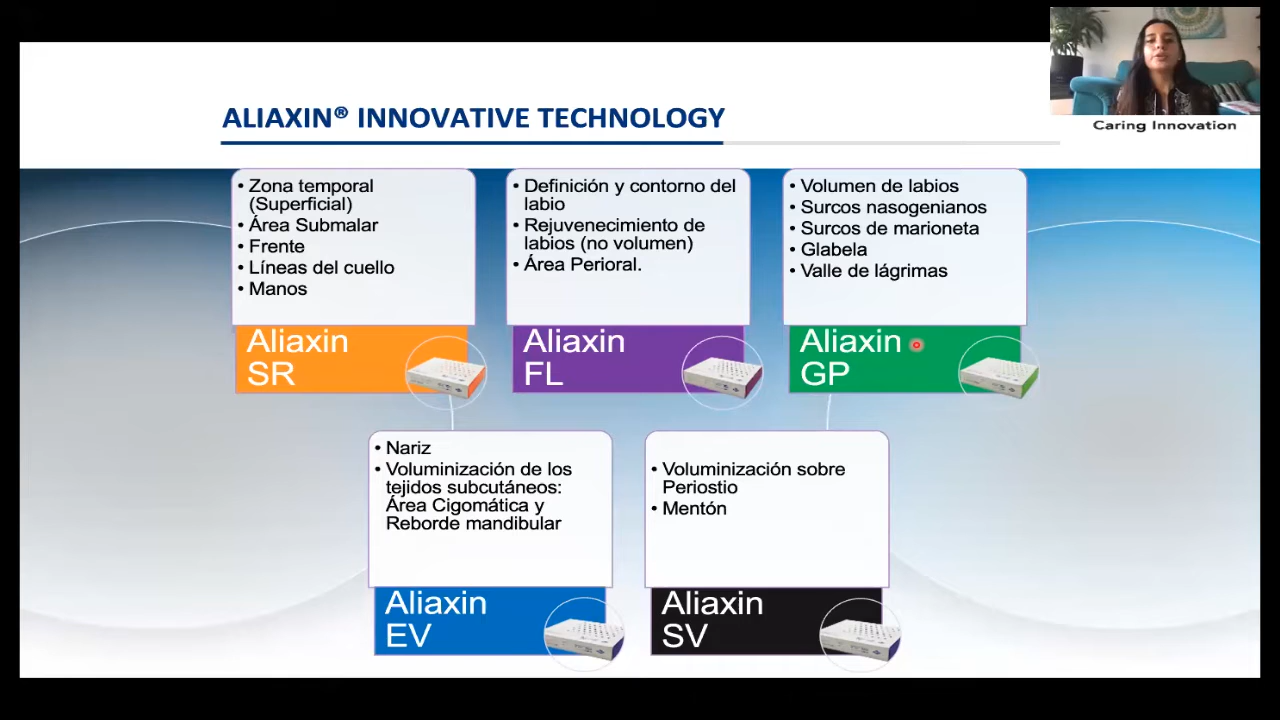 Caring Innovation
ALIAXIN® INNOVATIVE TECHNOLOGY
• Zona temporal
(Superficial)
• Área Submalar
• Frente
• Líneas del cuello
• Manos
Aliaxin
SR
• Definición y contorno del
labio
• Rejuvenecimiento de
labios (no volumen)
• Área Perioral.
Aliaxin
FL
• Volumen de labios
• Surcos nasogenianos
• Surcos de marioneta
• Glabela
• Valle de lágrimas
Aliaxin
GP
• Nariz
• Voluminización de los
tejidos subcutáneos:
Área Cigomática y
Reborde mandibular
Aliaxin
EV
• Voluminización sobre
Periostio
• Mentón
Aliaxin
SV